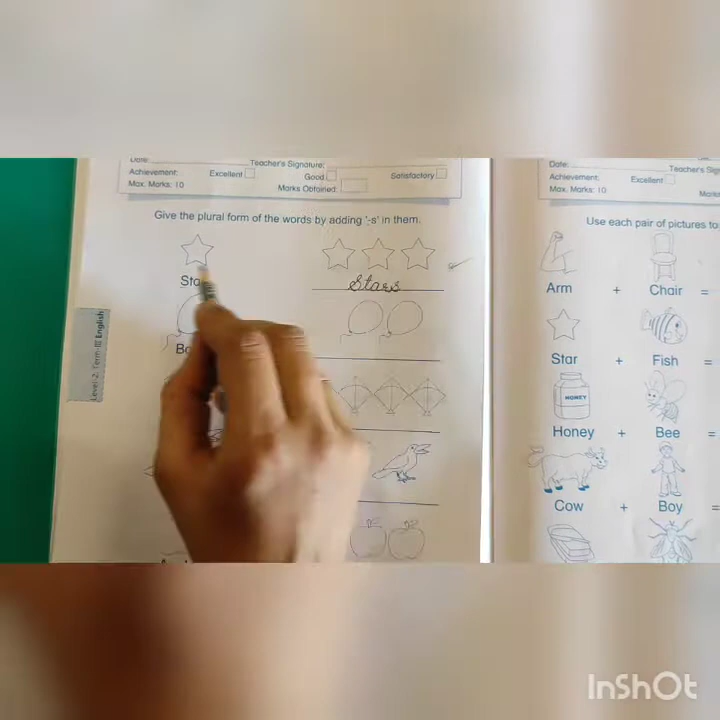 Date: Teacher's Signature:
Achievement: Excellent Good Satisfactory
Max. Marks: 10 Marks Obtained:
Give the plural form of the words by adding '-s' in them.
Stars
Level-2, Term-III English
Date: Teacher's
Achievement: Excellent
Max. Marks: 10 Marks
Use each pair of pictures to
Arm + Chair =
Star + Fish =
HONEY
Honey + Bee =
Cow + Boy =
InShOt